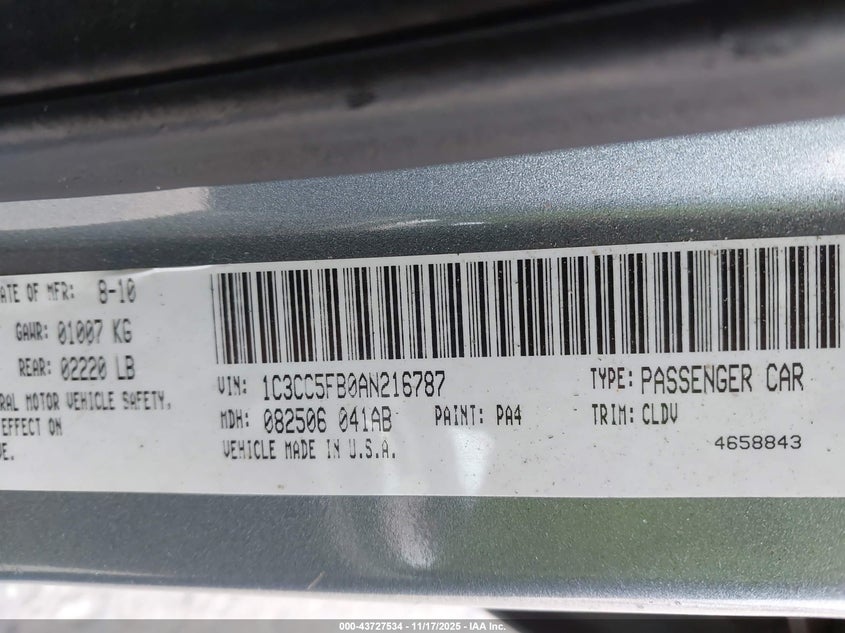 ATE OF MFR: 8-10
GAWR: 01007 KG
REAR: 02220 LB
RAL MOTOR VEHICLE SAFETY,
EFFECT ON
E.
VIN: 1C3CC5FB0AN216787
TYPE: PASSENGER CAR
MDH: 082506 041AB
PAINT: PA4
TRIM: CLDV
VEHICLE MADE IN U.S.A.
4658843
000-43727534 — 11/17/2025 — IAA Inc.